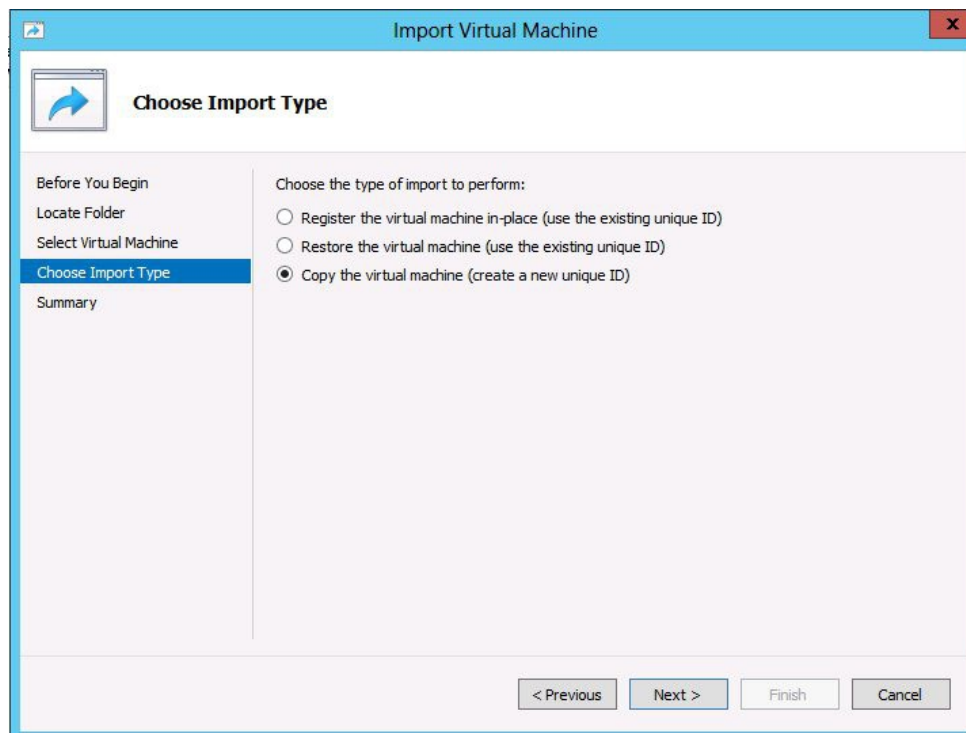 Import Virtual Machine
x
Choose Import Type
Before You Begin
Locate Folder
Select Virtual Machine
Choose Import Type
Summary
Choose the type of import to perform:
Register the virtual machine in-place (use the existing unique ID)
Restore the virtual machine (use the existing unique ID)
Copy the virtual machine (create a new unique ID)
< Previous
Next >
Finish
Cancel